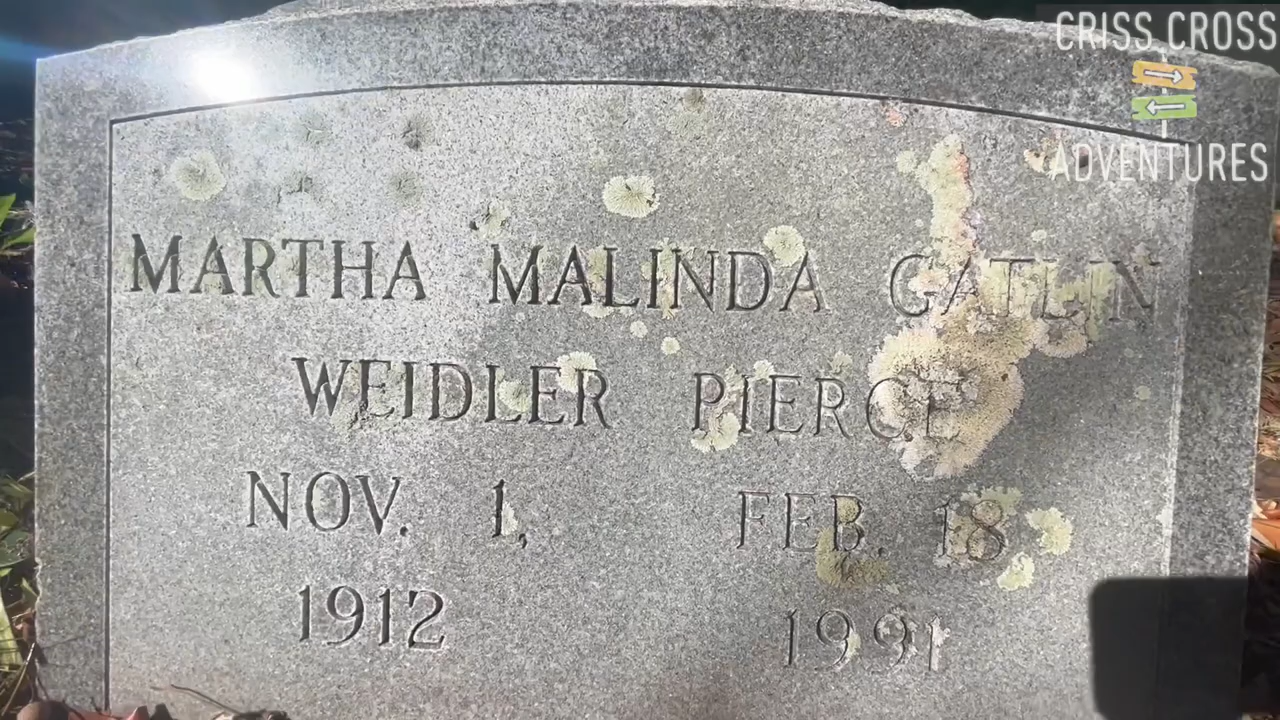 CRISS CROSS
ADVENTURES
MARTHA MALINDA GATLIN
WEIDLER PIERCE
NOV. 1, FEB. 18
1912 1991